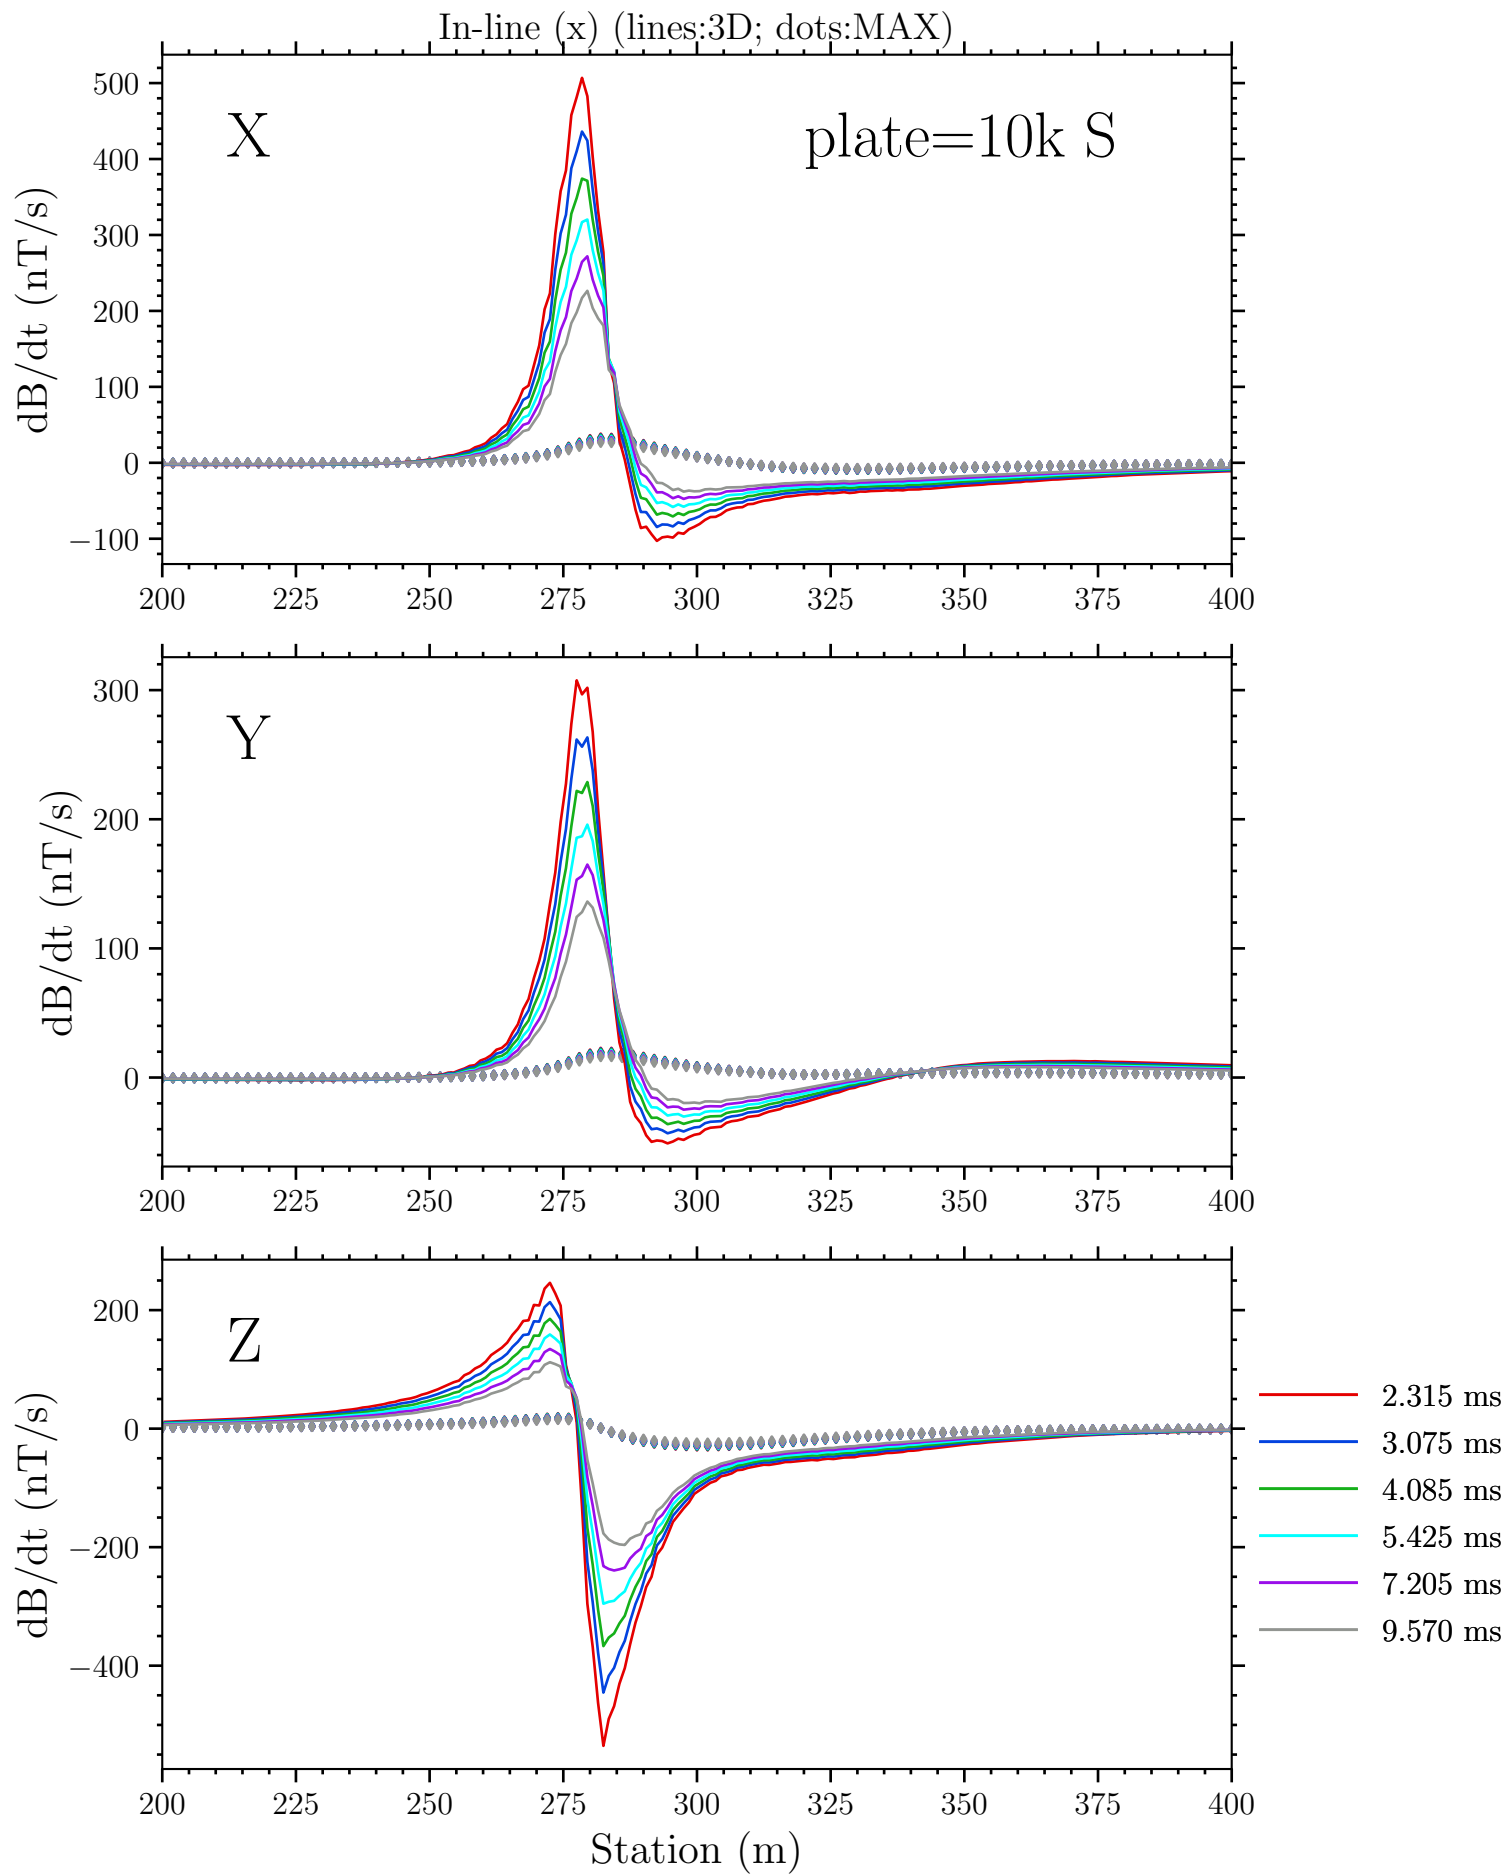 In-line (x) (lines:3D; dots:MAX)
X
plate=10k S
dB/dt (nT/s)
500
400
300
200
100
0
−100
200 225 250 275 300 325 350 375 400
Y
dB/dt (nT/s)
300
200
100
0
200 225 250 275 300 325 350 375 400
Z
dB/dt (nT/s)
200
0
−200
−400
200 225 250 275 300 325 350 375 400
Station (m)
2.315 ms
3.075 ms
4.085 ms
5.425 ms
7.205 ms
9.570 ms